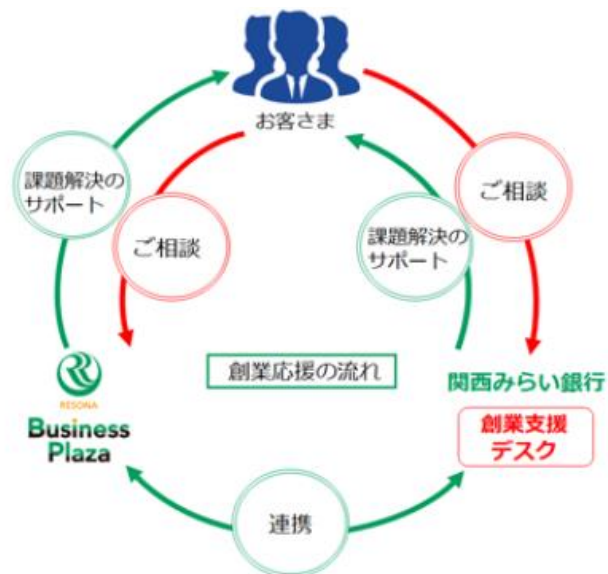 お客さま
課題解決の
サポート
ご相談
ご相談
課題解決の
サポート
創業応援の流れ
RESONA
Business
Plaza
関西みらい銀行
創業支援
デスク
連携